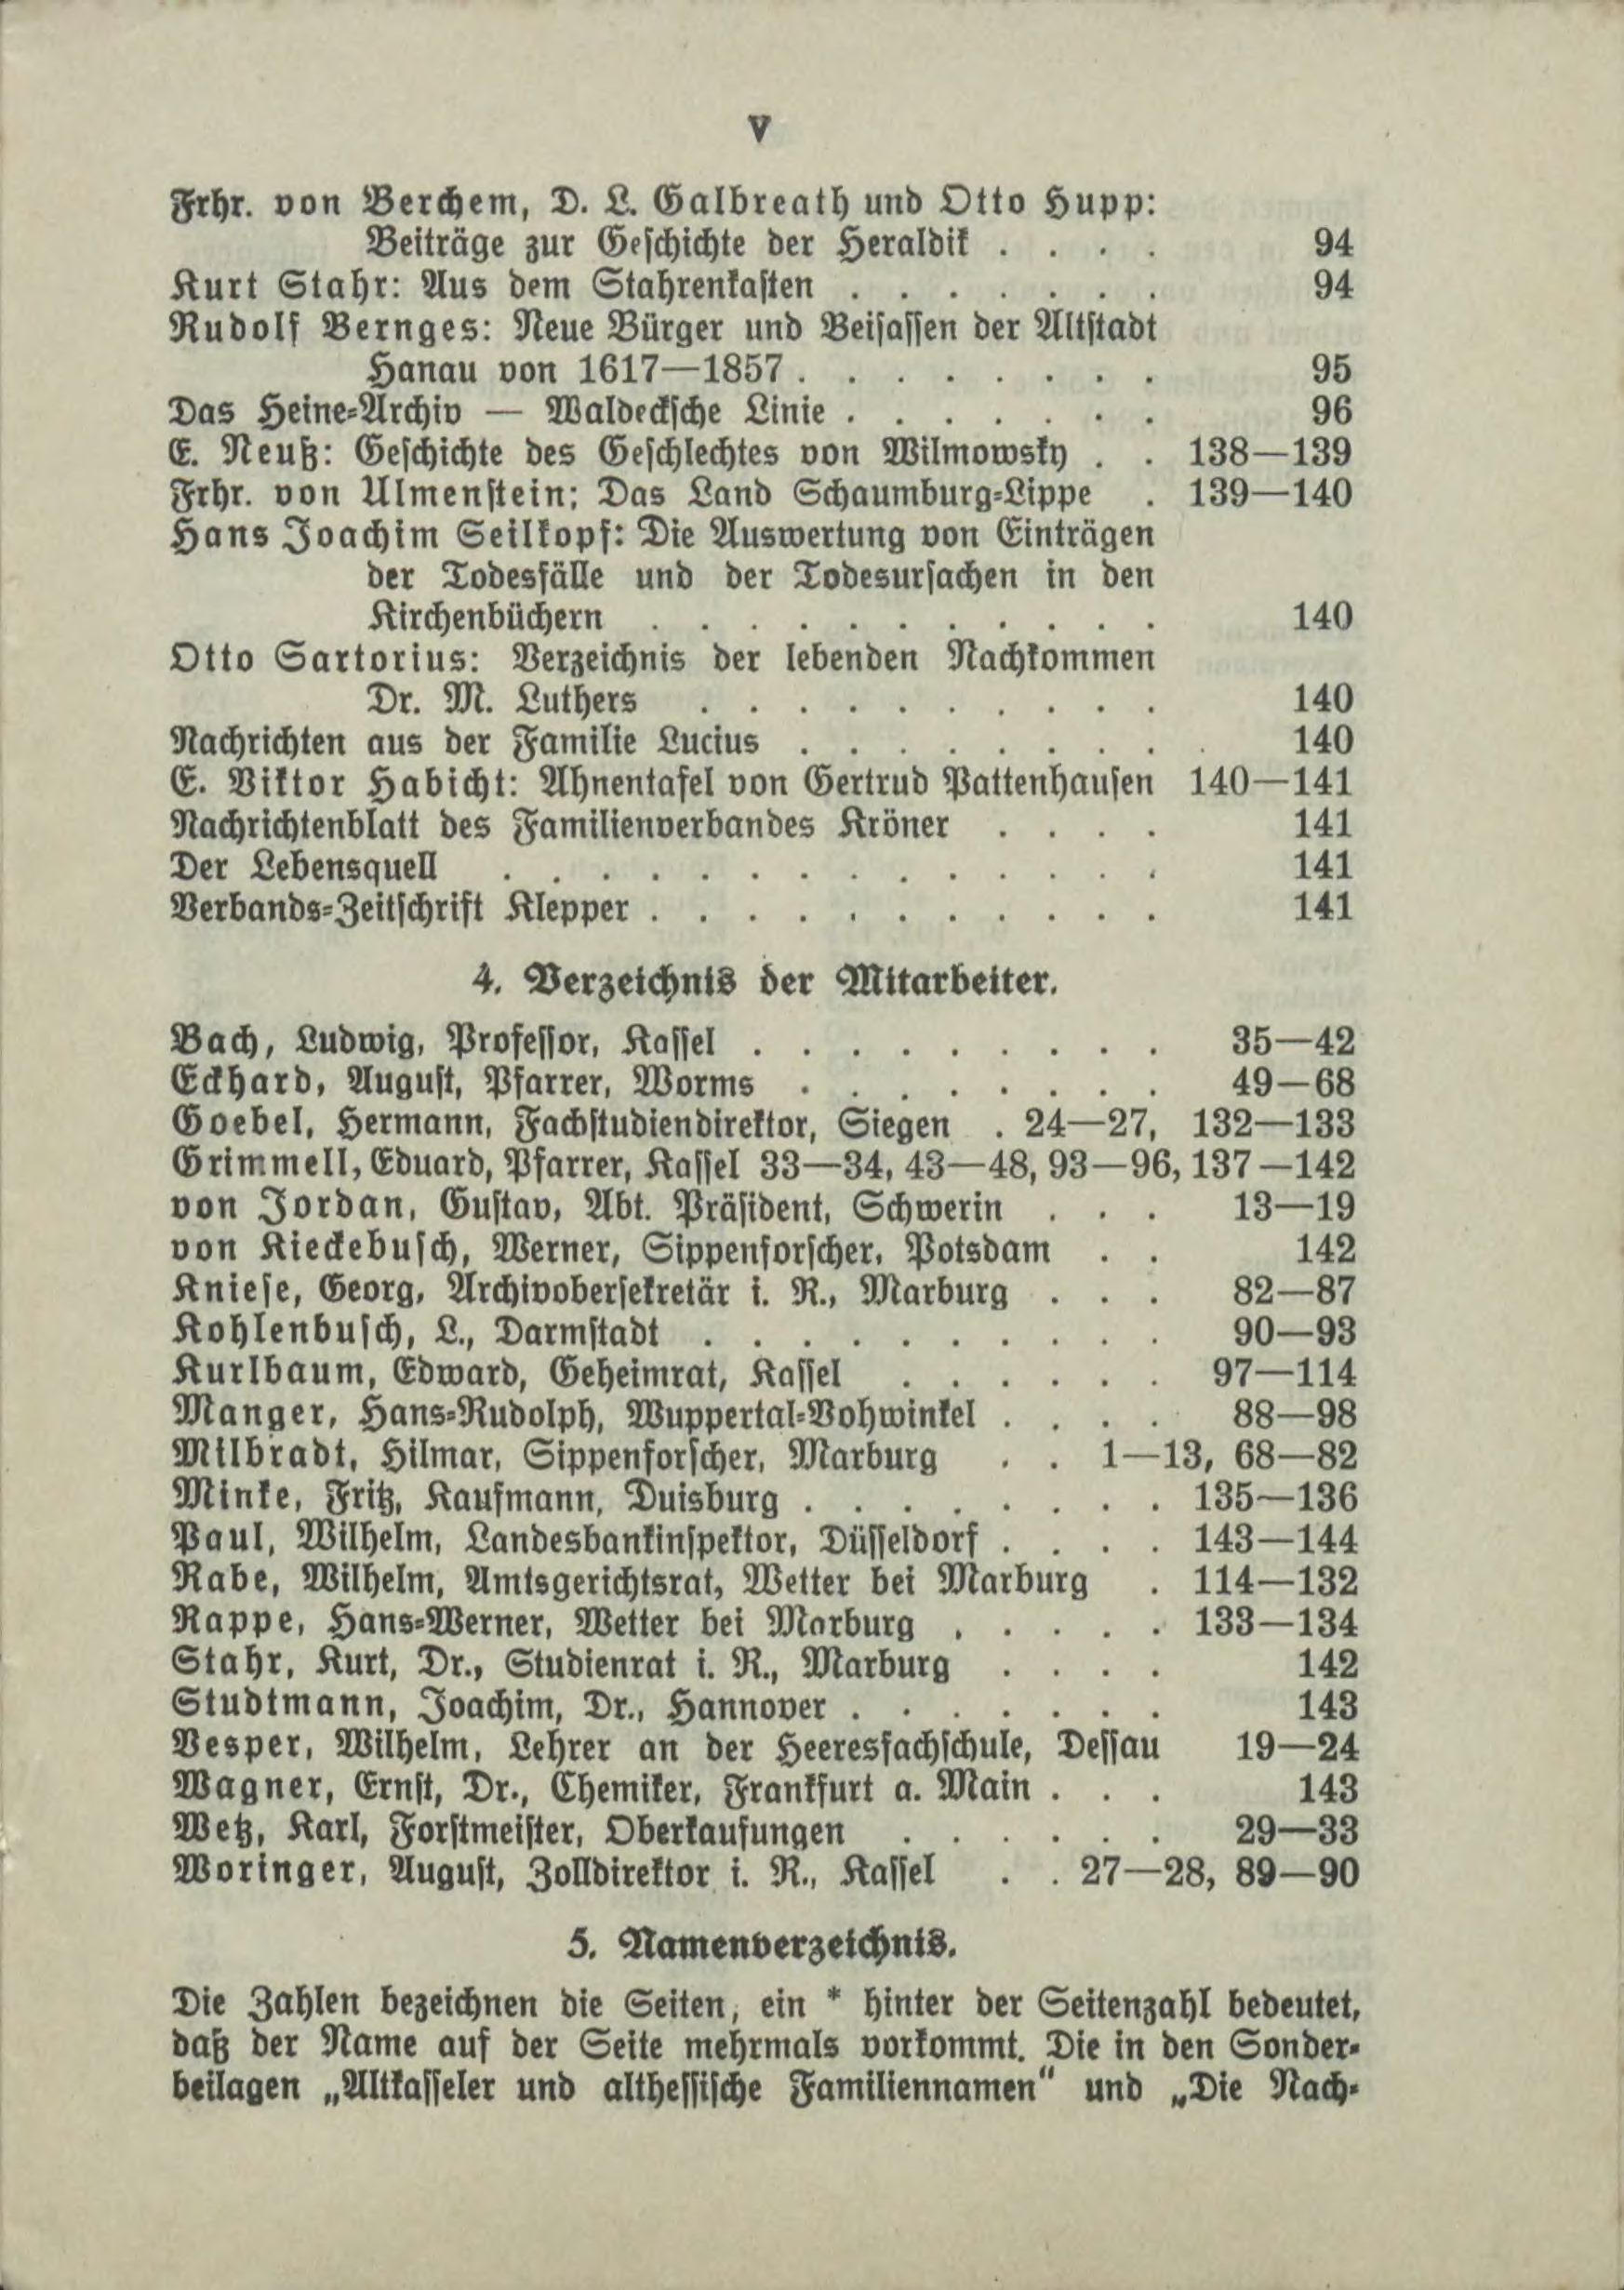 V
Frhr. von Berchem, D. L. Galbreath und Otto Hupp:
Beiträge zur Geschichte der Heraldik . . . . 94
Kurt Stahr: Aus dem Stahrenkasten . . . . . . . 94
Rudolf Bernges: Neue Bürger und Beisassen der Altstadt
Hanau von 1617—1857 . . . . . . . . 95
Das Heine-Archiv — Waldecksche Linie . . . . . . . 96
E. Neuß: Geschichte des Geschlechtes von Wilmowsky . . 138—139
Frhr. von Ulmenstein: Das Land Schaumburg-Lippe . 139—140
Hans Joachim Seilkopf: Die Auswertung von Einträgen
der Todesfälle und der Todesursachen in den
Kirchenbüchern . . . . . . . . . . . 140
Otto Sartorius: Verzeichnis der lebenden Nachkommen
Dr. M. Luthers . . . . . . . . . . 140
Nachrichten aus der Familie Lucius . . . . . . . . . 140
E. Viktor Habicht: Ahnentafel von Gertrud Pattenhausen 140—141
Nachrichtenblatt des Familienverbandes Kröner . . . . 141
Der Lebensquell . . . . . . . . . . . . . . 141
Verbands-Zeitschrift Klepper . . . . . . . . . . . 141
4. Verzeichnis der Mitarbeiter.
Bach, Ludwig, Professor, Kassel . . . . . . . . . 35—42
Eckhard, August, Pfarrer, Worms . . . . . . . . 49—68
Goebel, Hermann, Fachstudiendirektor, Siegen . 24—27, 132—133
Grimmell, Eduard, Pfarrer, Kassel 33—34, 43—48, 93—96, 137—142
von Jordan, Gustav, Abt. Präsident, Schwerin . . . 13—19
von Kieckebusch, Werner, Sippenforscher, Potsdam . . 142
Kniese, Georg, Archivobersekretär i. R., Marburg . . . 82—87
Kohlenbusch, L., Darmstadt . . . . . . . . . . 90—93
Kurlbaum, Edward, Geheimrat, Kassel . . . . . . 97—114
Manger, Hans-Rudolph, Wuppertal-Vohwinkel . . . . 88—98
Milbradt, Hilmar, Sippenforscher, Marburg . . 1—13, 68—82
Minke, Fritz, Kaufmann, Duisburg . . . . . . . . 135—136
Paul, Wilhelm, Landesbankinspektor, Düsseldorf . . . . 143—144
Rabe, Wilhelm, Amtsgerichtsrat, Wetter bei Marburg . 114—132
Rappe, Hans-Werner, Wetter bei Marburg . . . . . 133—134
Stahr, Kurt, Dr., Studienrat i. R., Marburg . . . . 142
Studtmann, Joachim, Dr., Hannover . . . . . . . 143
Vesper, Wilhelm, Lehrer an der Heeresfachschule, Dessau 19—24
Wagner, Ernst, Dr., Chemiker, Frankfurt a. Main . . . 143
Wetz, Karl, Forstmeister, Oberkaufungen . . . . . . 29—33
Woringer, August, Zolldirektor i. R., Kassel . . 27—28, 89—90
5. Namenverzeichnis.
Die Zahlen bezeichnen die Seiten, ein * hinter der Seitenzahl bedeutet,
daß der Name auf der Seite mehrmals vorkommt. Die in den Sonder-
beilagen „Altkasseler und althessische Familiennamen“ und „Die Nach-